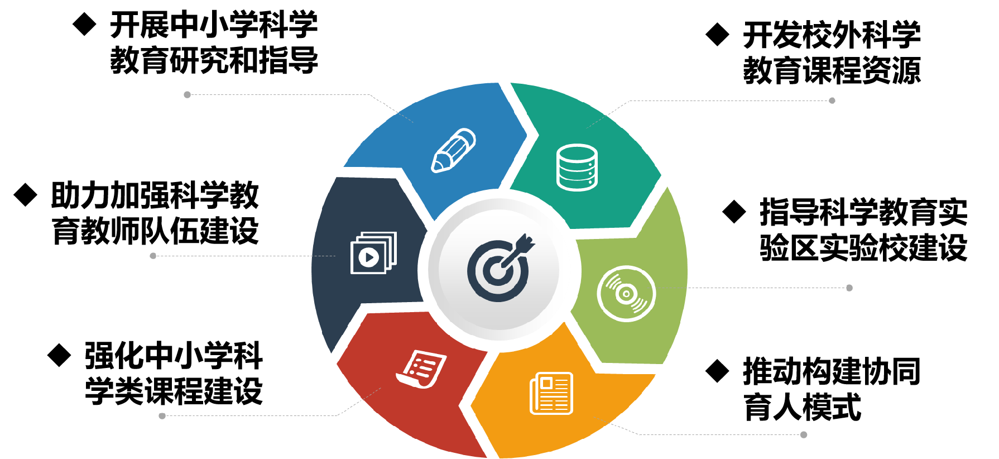 开展中小学科学
教育研究和指导
助力加强科学教
育教师队伍建设
强化中小学科
学类课程建设
开发校外科学
教育课程资源
指导科学教育实
验区实验校建设
推动构建协同
育人模式